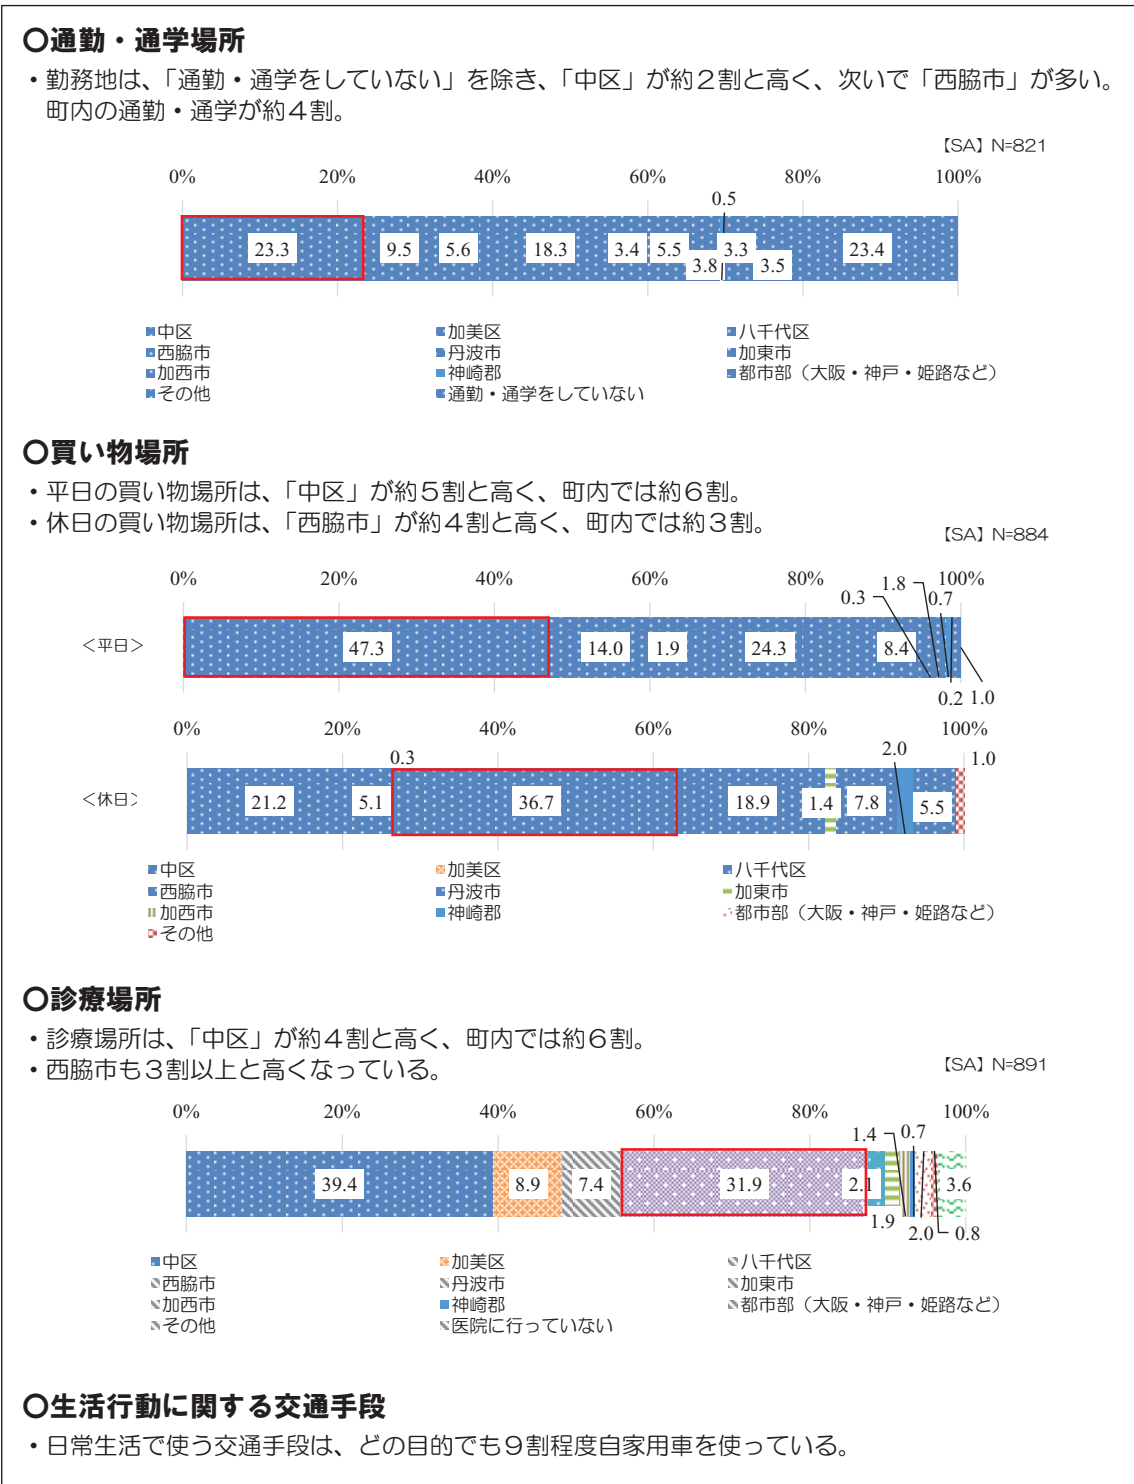 〇通勤・通学場所
・勤務地は、「通勤・通学をしていない」を除き、「中区」が約２割と高く、次いで「西脇市」が多い。
町内の通勤・通学が約４割。
【SA】N=821
0% 20% 40% 60% 80% 100%
0.5
23.3 9.5 5.6 18.3 3.4 5.5 3.3 23.4
3.8 3.5
中区 加美区 八千代区
西脇市 丹波市 加東市
加西市 神崎郡 都市部（大阪・神戸・姫路など）
その他 通勤・通学をしていない
〇買い物場所
・平日の買い物場所は、「中区」が約５割と高く、町内では約６割。
・休日の買い物場所は、「西脇市」が約４割と高く、町内では約３割。
【SA】N=884
0% 20% 40% 60% 80% 100%
0.3 1.8 0.7
＜平日＞ 47.3 14.0 1.9 24.3 8.4
0.2 1.0
0% 20% 40% 60% 80% 100%
0.3 2.0 1.0
＜休日＞ 21.2 5.1 36.7 18.9 1.4 7.8 5.5
中区 加美区 八千代区
西脇市 丹波市 加東市
加西市 神崎郡 都市部（大阪・神戸・姫路など）
その他
〇診療場所
・診療場所は、「中区」が約４割と高く、町内では約６割。
・西脇市も３割以上と高くなっている。
【SA】N=891
0% 20% 40% 60% 80% 100%
1.4 0.7
39.4 8.9 7.4 31.9 2.1 3.6
1.9 2.0 0.8
中区 加美区 八千代区
西脇市 丹波市 加東市
加西市 神崎郡 都市部（大阪・神戸・姫路など）
その他 医院に行っていない
〇生活行動に関する交通手段
・日常生活で使う交通手段は、どの目的でも９割程度自家用車を使っている。